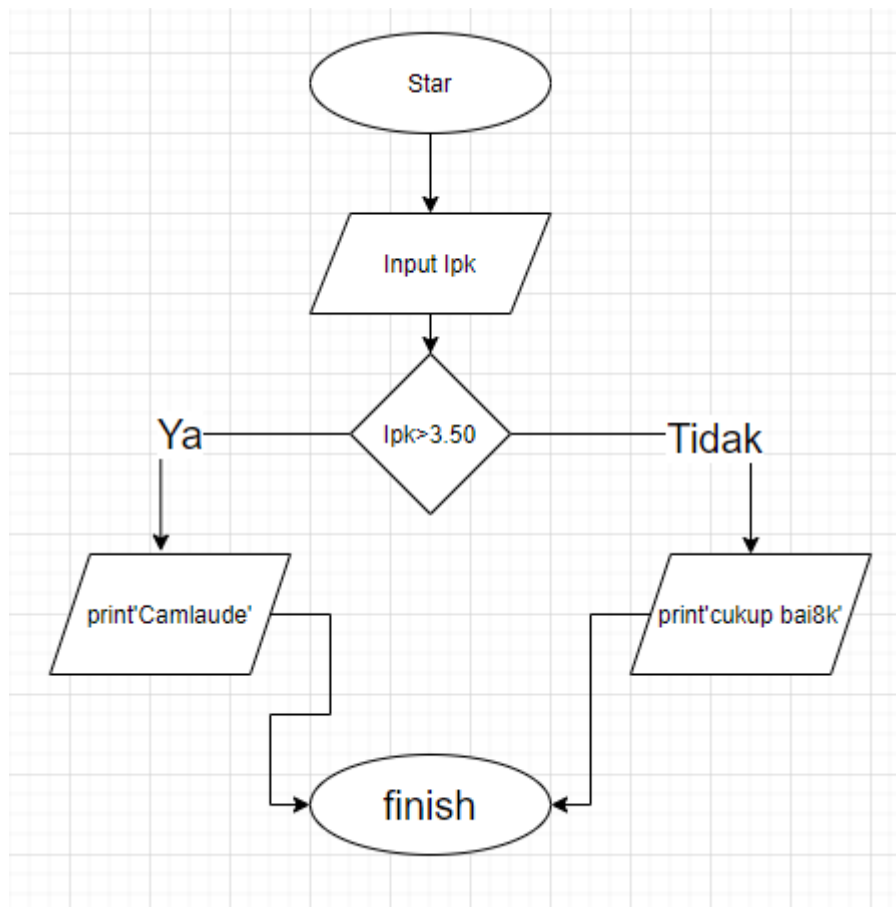 Star
Input Ipk
Ipk>3.50
Ya
Tidak
print'Camlaude'
print'cukup bai8k'
finish